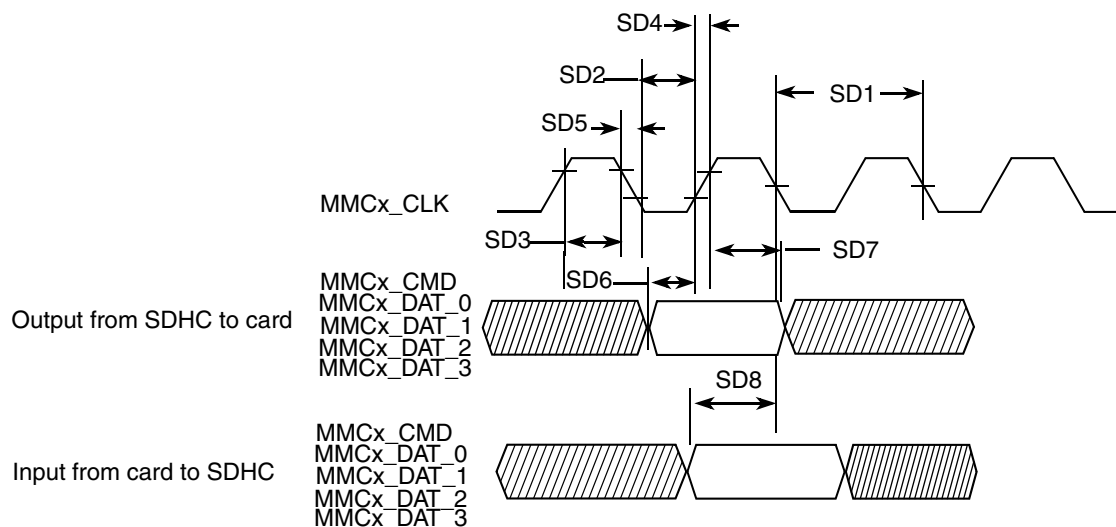 SD4
SD2
SD1
SD5
MMCx_CLK
SD3
SD7
SD6
MMCx_CMD
MMCx_DAT_0
Output from SDHC to card
MMCx_DAT_1
MMCx_DAT_2
MMCx_DAT_3
SD8
MMCx_CMD
MMCx_DAT_0
Input from card to SDHC
MMCx_DAT_1
MMCx_DAT_2
MMCx_DAT_3